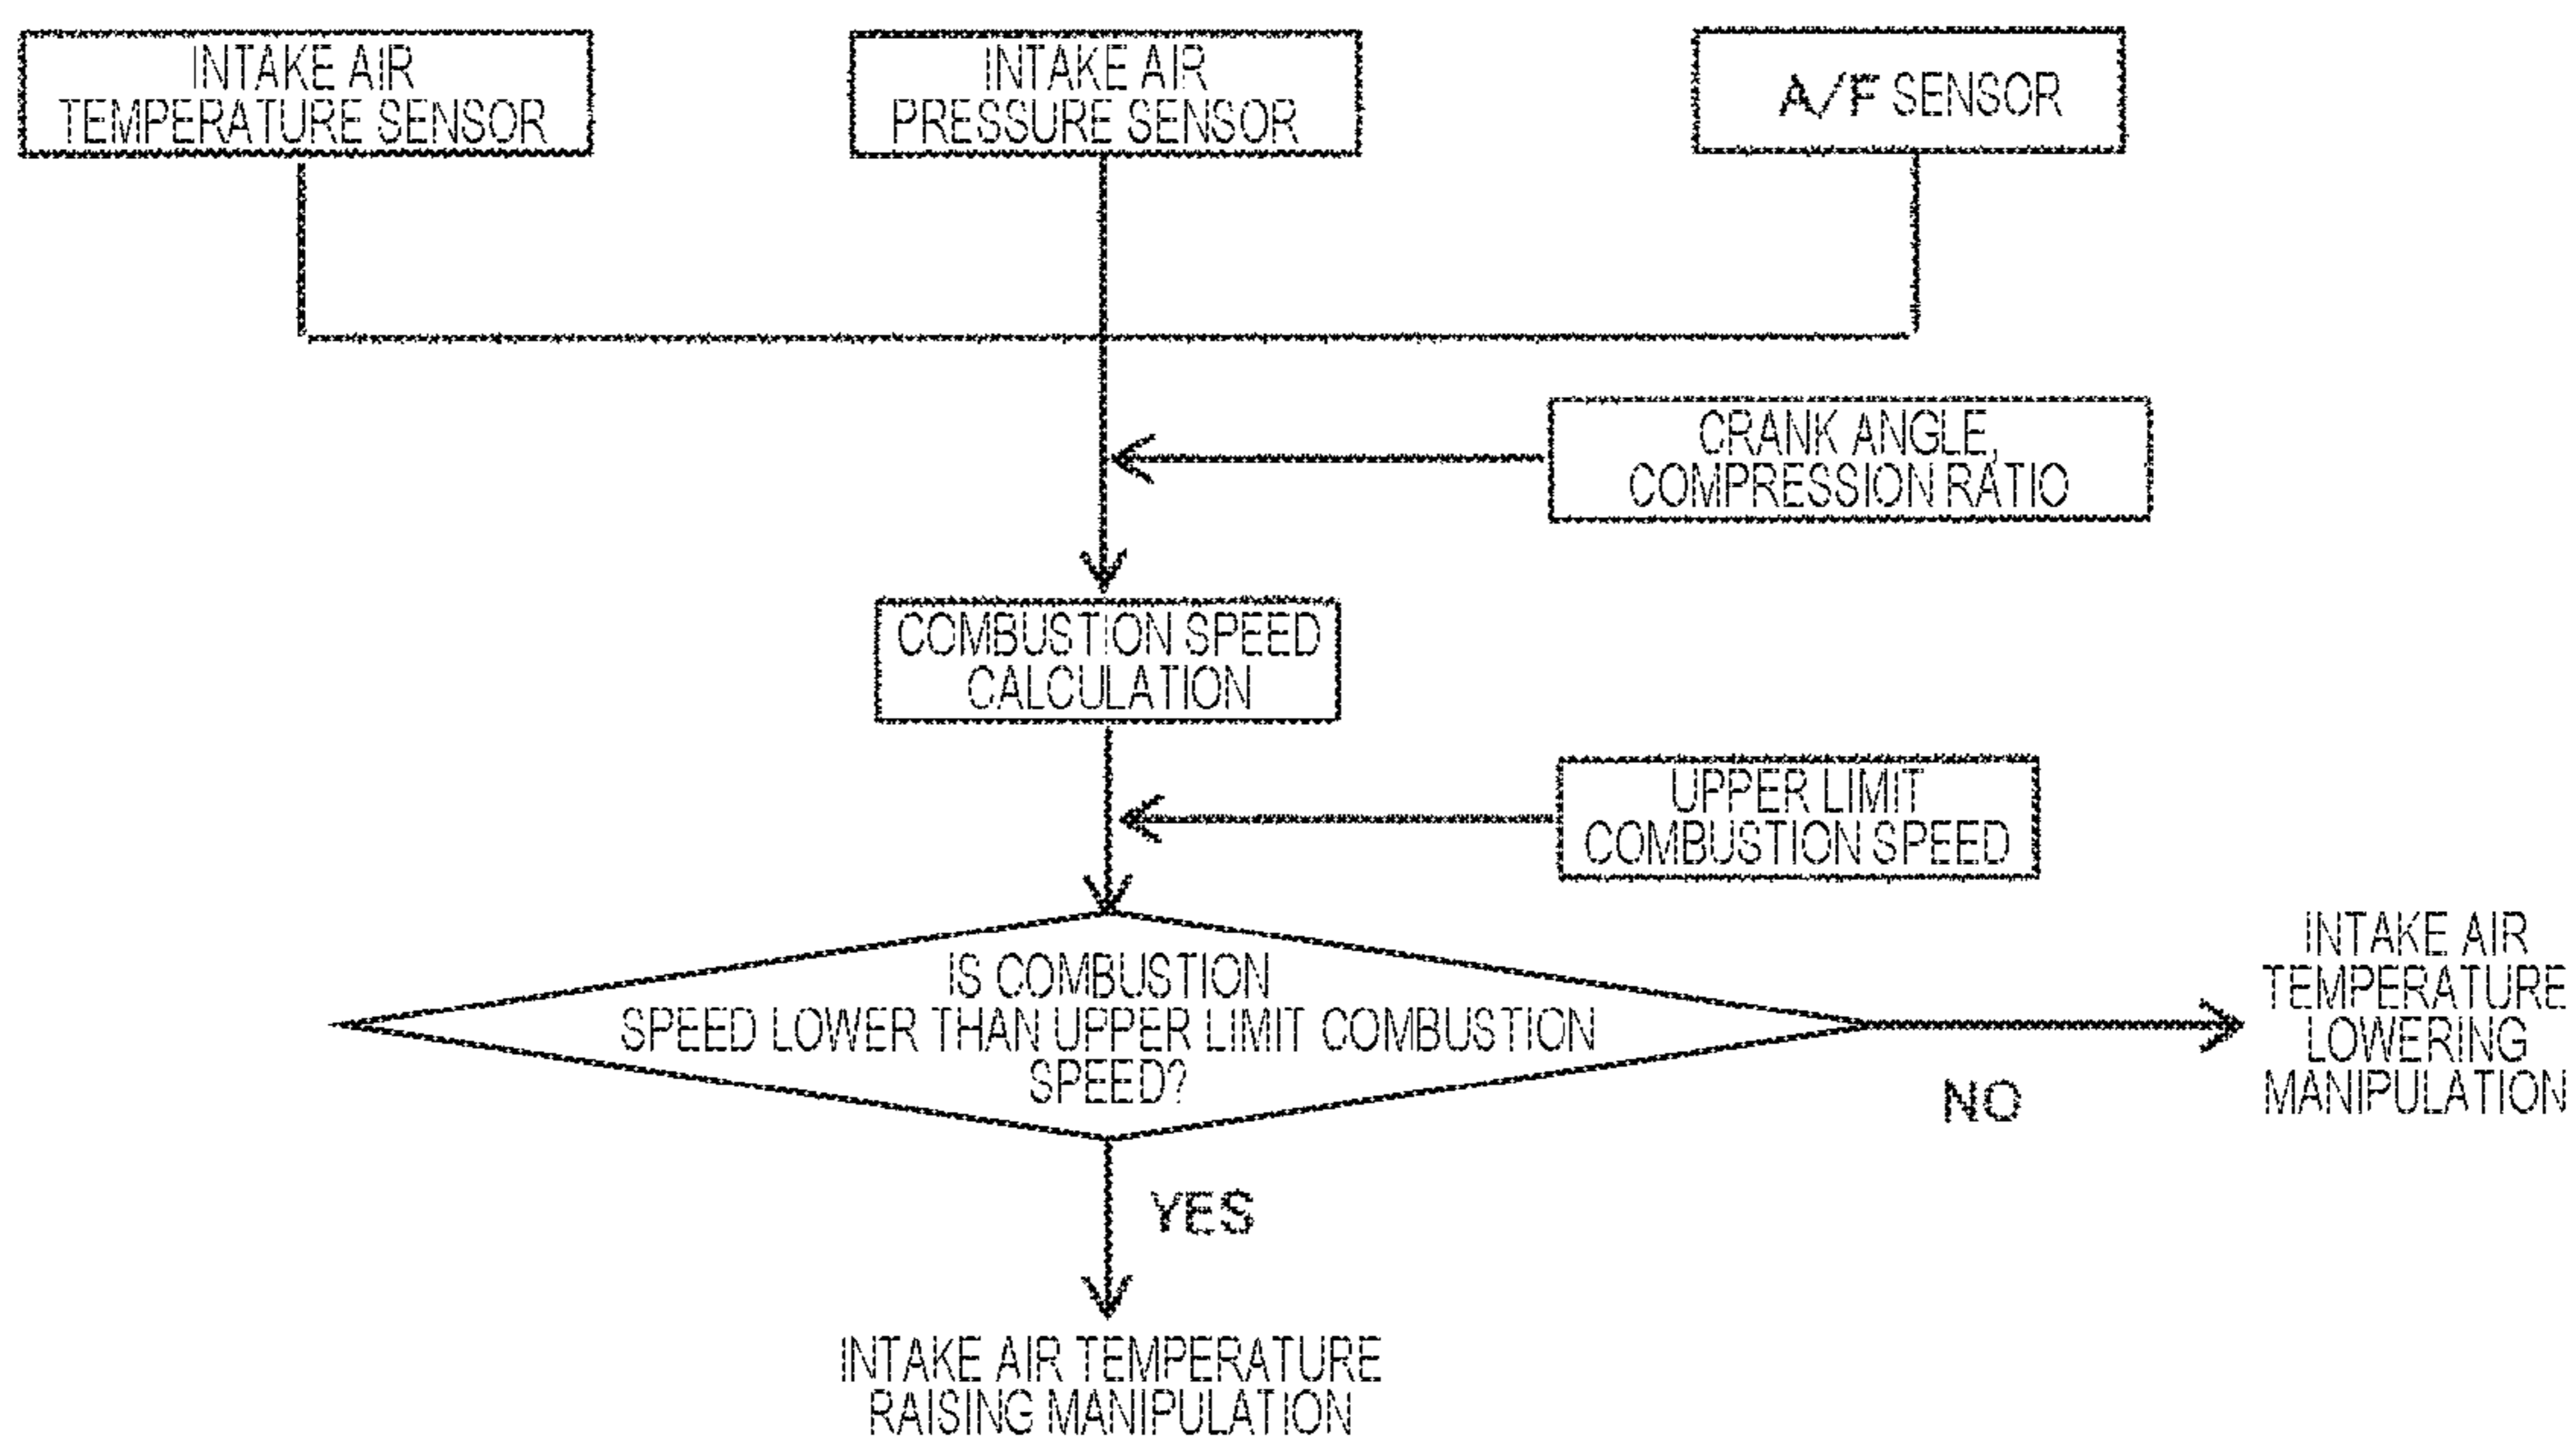 INTAKE AIR
TEMPERATURE SENSOR
INTAKE AIR
PRESSURE SENSOR
A/F SENSOR
CRANK ANGLE,
COMPRESSION RATIO
COMBUSTION SPEED
CALCULATION
UPPER LIMIT
COMBUSTION SPEED
IS COMBUSTION
SPEED LOWER THAN UPPER LIMIT COMBUSTION
SPEED?
INTAKE AIR
TEMPERATURE
LOWERING
MANIPULATION
NO
YES
INTAKE AIR TEMPERATURE
RAISING MANIPULATION